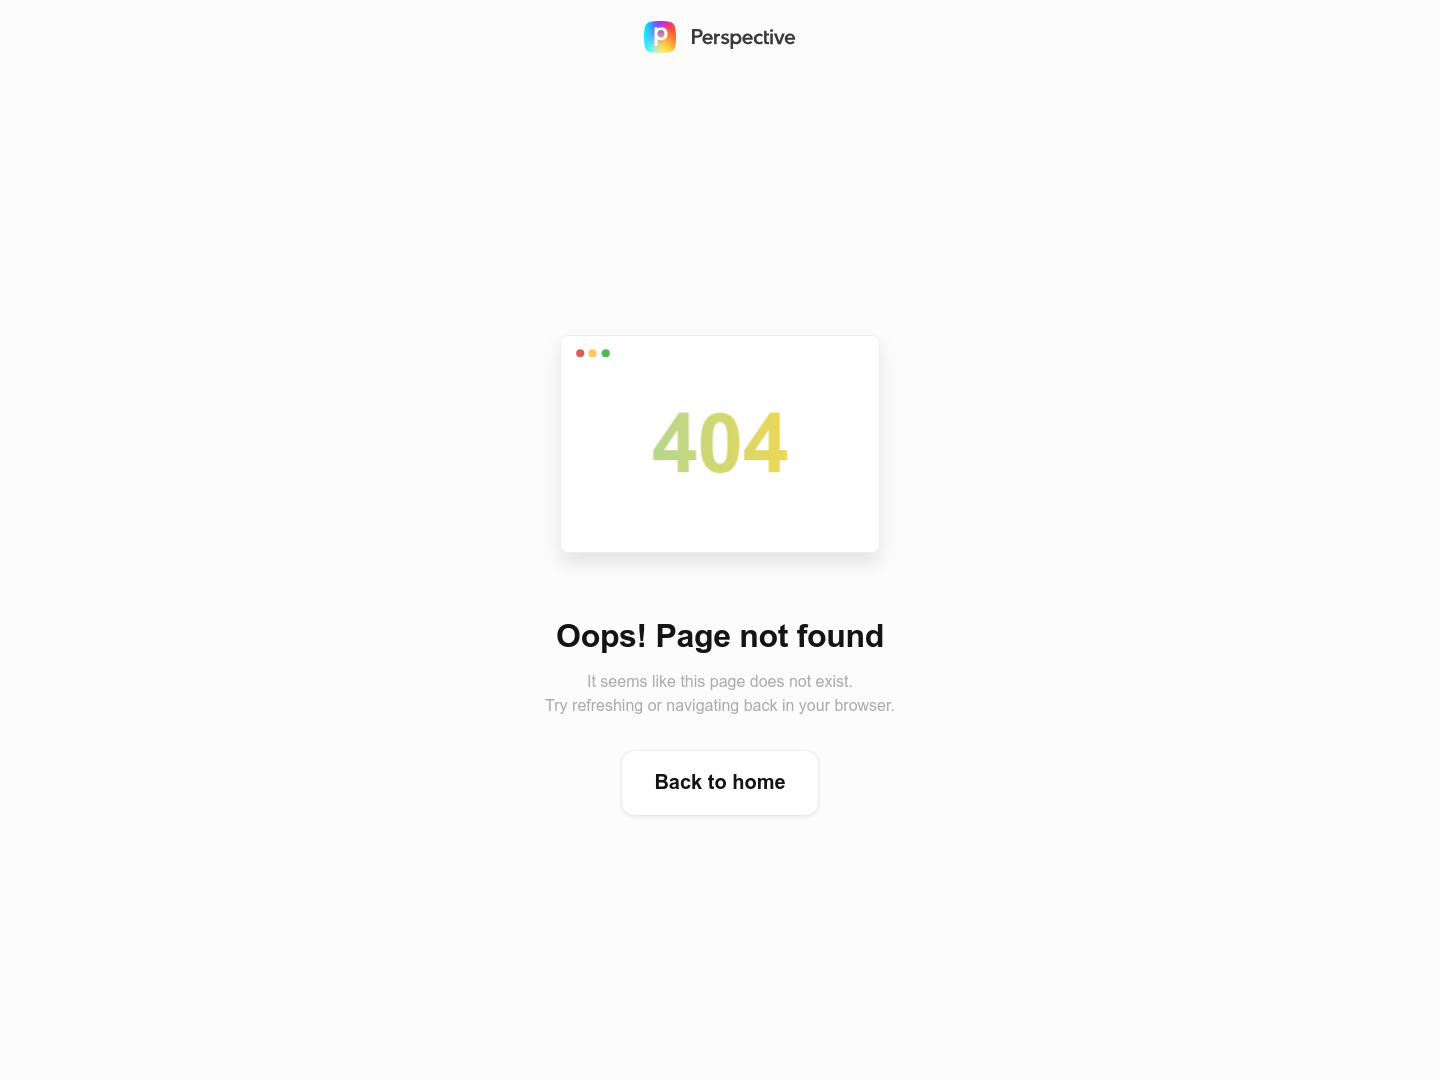 Perspective
404
Oops! Page not found
It seems like this page does not exist.
Try refreshing or navigating back in your browser.
Back to home